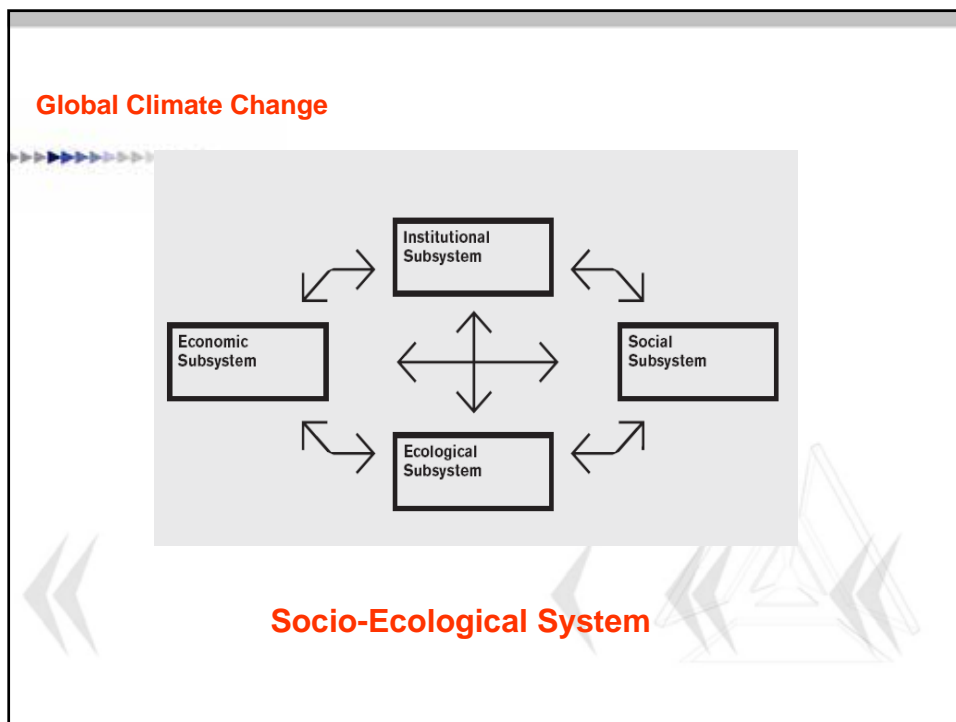 Global Climate Change
Institutional
Subsystem
Economic
Subsystem
Social
Subsystem
Ecological
Subsystem
Socio-Ecological System